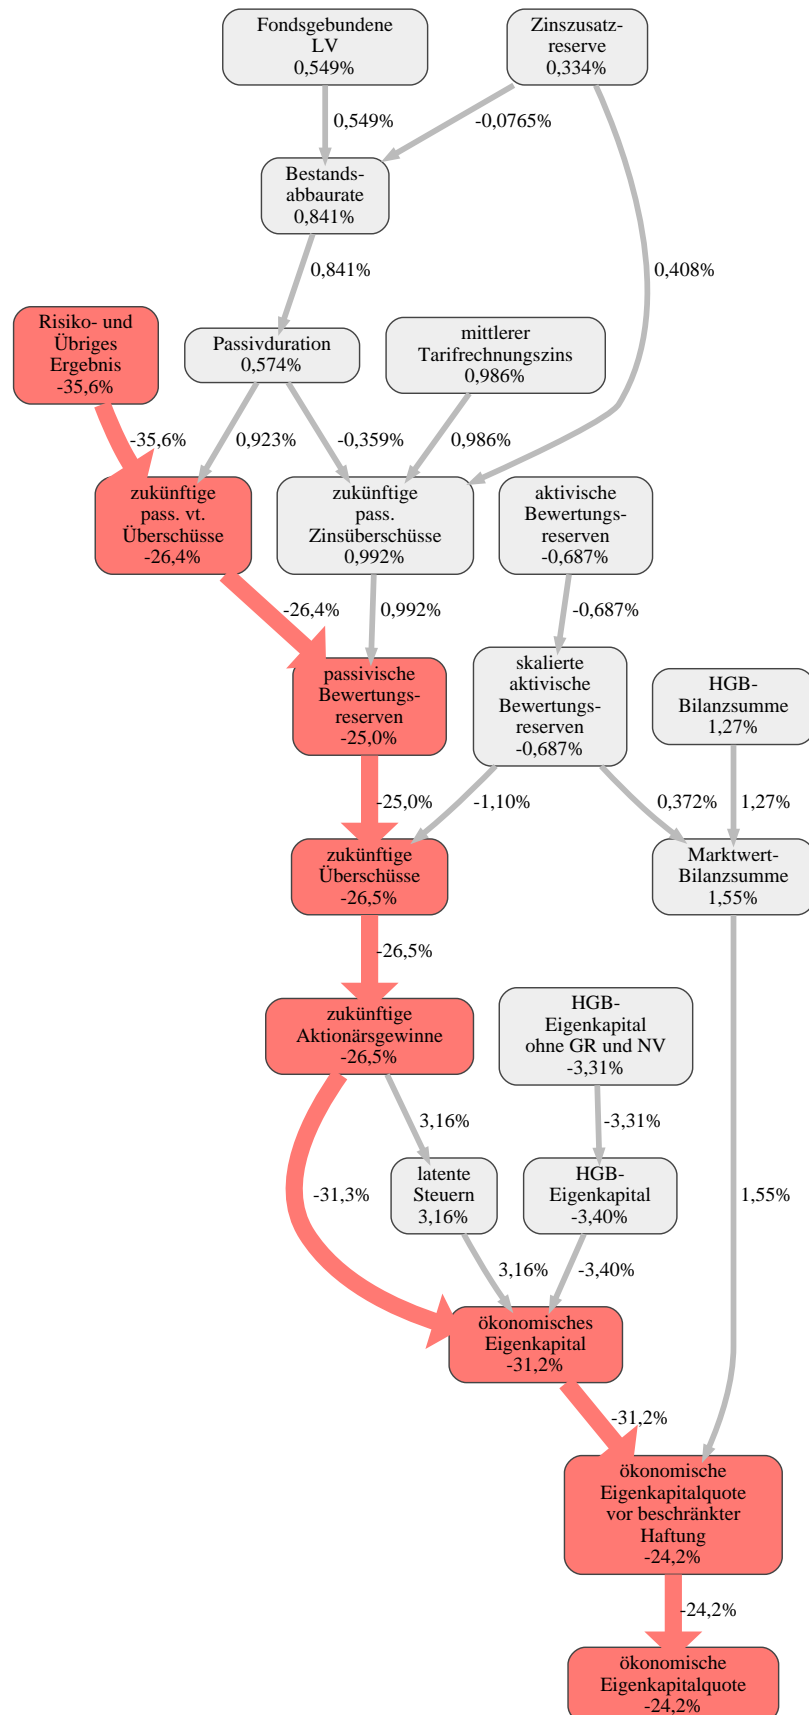 Fondsgebundene
LV
0,549%
Zinszusatz-
reserve
0,334%
0,549%
-0,0765%
Bestands-
abbaurate
0,841%
0,841%
0,408%
Risiko- und
Übriges
Ergebnis
-35,6%
Passivduration
0,574%
mittlerer
Tarifrechnungszins
0,986%
-35,6%
0,923%
-0,359%
0,986%
zukünftige
pass. vt.
Überschüsse
-26,4%
zukünftige
pass.
Zinsüberschüsse
0,992%
aktivische
Bewertungs-
reserven
-0,687%
-26,4%
0,992%
-0,687%
passivische
Bewertungs-
reserven
-25,0%
skalierte
aktivische
Bewertungs-
reserven
-0,687%
HGB-
Bilanzsumme
1,27%
-25,0%
-1,10%
0,372%
1,27%
zukünftige
Überschüsse
-26,5%
Marktwert-
Bilanzsumme
1,55%
-26,5%
zukünftige
Aktionärsgewinne
-26,5%
HGB-
Eigenkapital
ohne GR und NV
-3,31%
3,16%
-3,31%
-31,3%
latente
Steuern
3,16%
HGB-
Eigenkapital
-3,40%
1,55%
3,16%
-3,40%
ökonomisches
Eigenkapital
-31,2%
-31,2%
ökonomische
Eigenkapitalquote
vor beschränkter
Haftung
-24,2%
-24,2%
ökonomische
Eigenkapitalquote
-24,2%